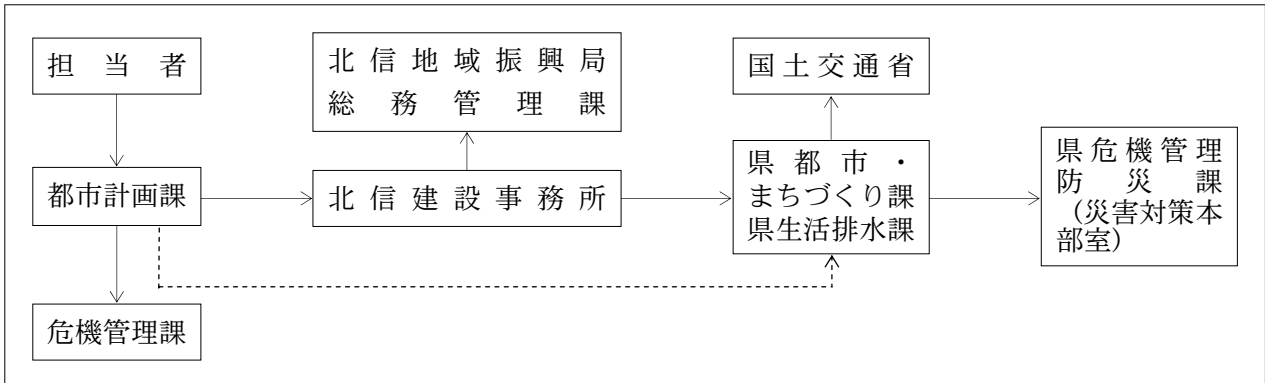 担当者
北信地域振興局
総務管理課
国土交通省
都市計画課
北信建設事務所
県都市・
まちづくり課
県生活排水課
県危機管理
防災課
（災害対策本
部室）
危機管理課